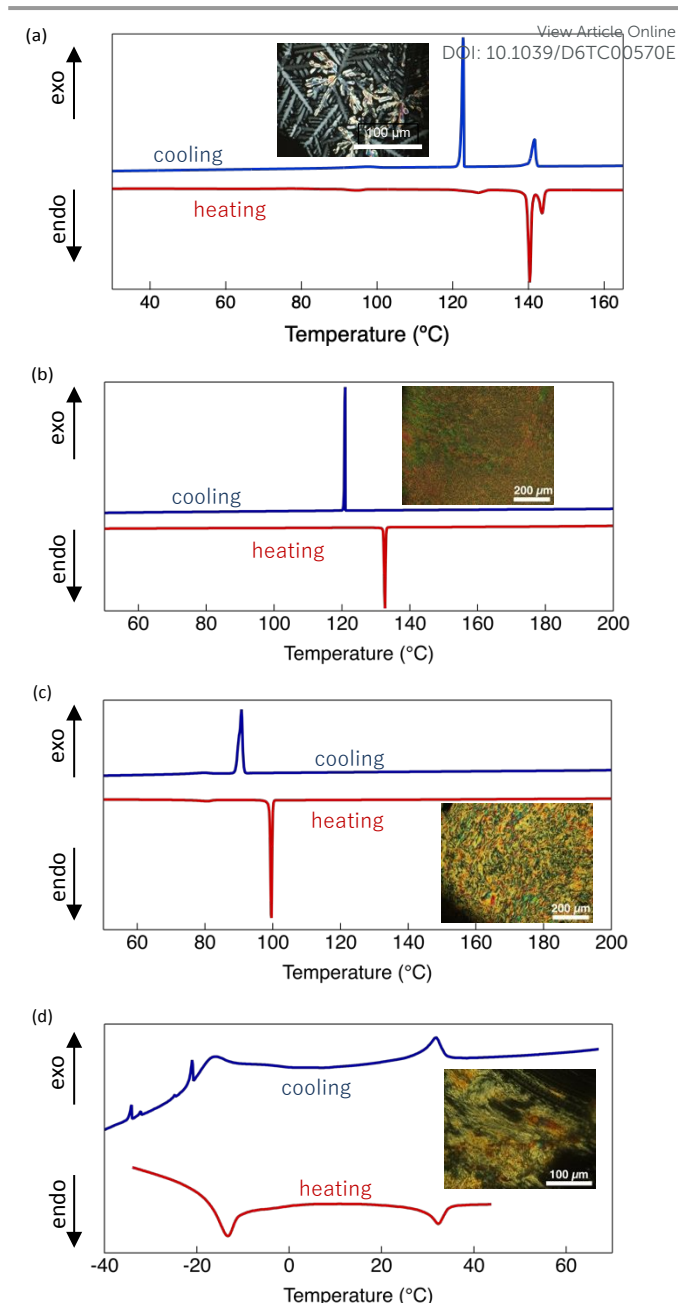 (a)
View Article Online
DOI: 10.1039/D6TC00570E
exo
100 µm
cooling
heating
endo
40 60 80 100 120 140 160
Temperature (ºC)
(b)
exo
200 µm
cooling
heating
endo
60 80 100 120 140 160 180 200
Temperature (°C)
(c)
exo
cooling
heating
endo
200 µm
60 80 100 120 140 160 180 200
Temperature (°C)
(d)
exo
cooling
100 µm
heating
endo
-40 -20 0 20 40 60
Temperature (°C)